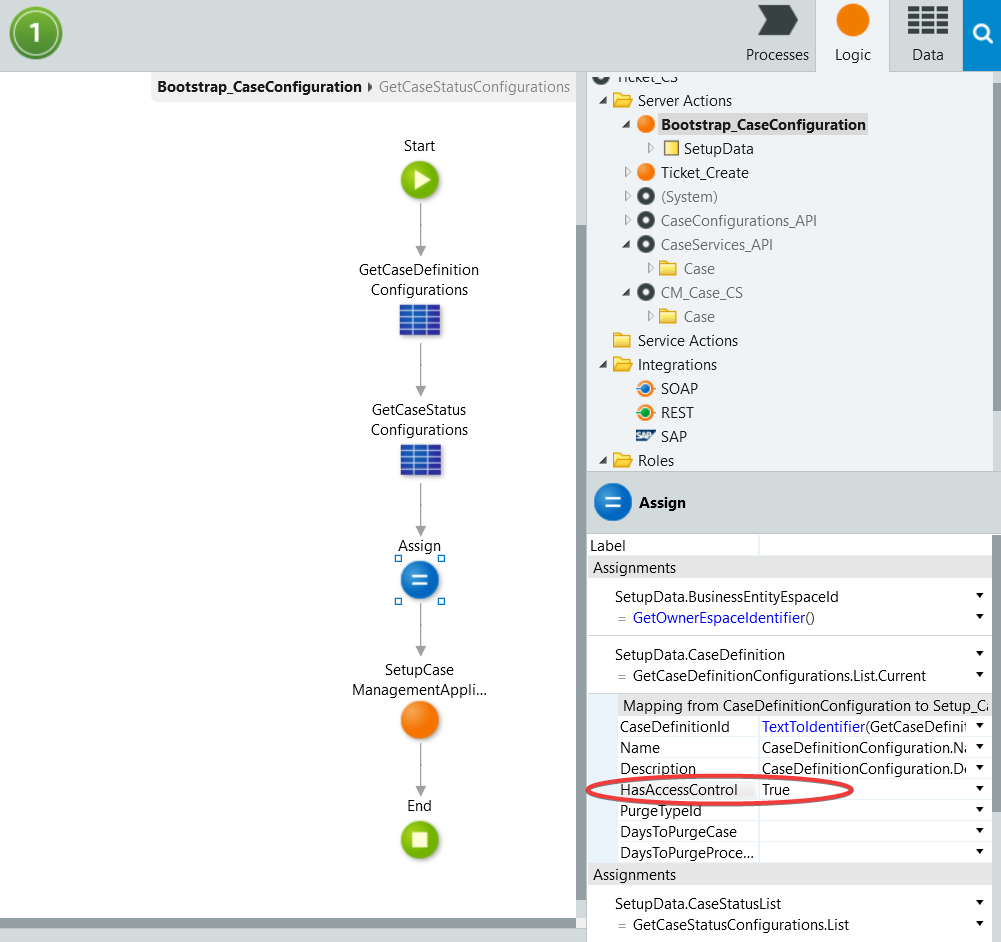 1
Processes
Logic
Data
Bootstrap_CaseConfiguration GetCaseStatusConfigurations
Start
GetCaseDefinition
Configurations
GetCaseStatus
Configurations
Assign
SetupCase
ManagementAppli...
End
Ticket_CS
Server Actions
Bootstrap_CaseConfiguration
SetupData
Ticket_Create
(System)
CaseConfigurations_API
CaseServices_API
Case
CM_Case_CS
Case
Service Actions
Integrations
SOAP
REST
SAP SAP
Roles
Assign
Label
Assignments
SetupData.BusinessEntityEspaceId
= GetOwnerEspaceIdentifier()
SetupData.CaseDefinition
= GetCaseDefinitionConfigurations.List.Current
Mapping from CaseDefinitionConfiguration to Setup_Ca
CaseDefinitionId TextToIdentifier(GetCaseDefinit
Name CaseDefinitionConfiguration.Na
Description CaseDefinitionConfiguration.De
HasAccessControl True
PurgeTypeId
DaysToPurgeCase
DaysToPurgeProce...
Assignments
SetupData.CaseStatusList
= GetCaseStatusConfigurations.List